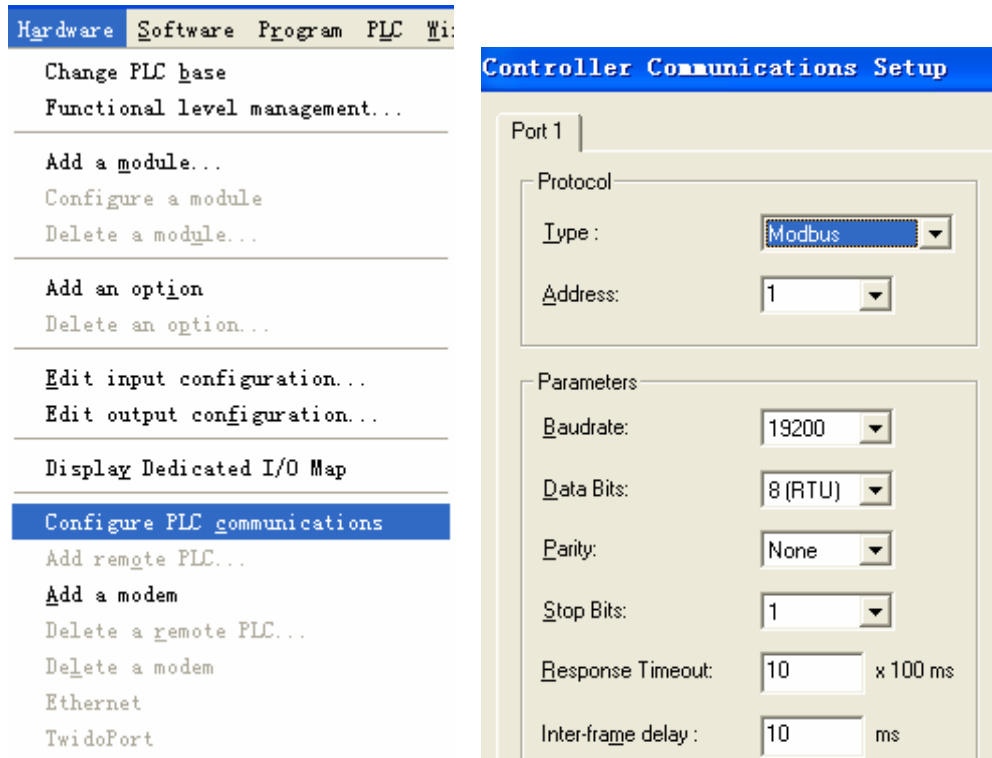 Hardware Software Program PLC Wi
Change PLC base
Functional level management...
Add a module...
Configure a module
Delete a module...
Add an option
Delete an option...
Edit input configuration...
Edit output configuration...
Display Dedicated I/O Map
Configure PLC communications
Add remote PLC...
Add a modem
Delete a remote PLC...
Delete a modem
Ethernet
TwidoPort
Controller Communications Setup
Port 1
Protocol
Type : Modbus
Address: 1
Parameters
Baudrate: 19200
Data Bits: 8 (RTU)
Parity: None
Stop Bits: 1
Response Timeout: 10 x 100 ms
Inter-frame delay : 10 ms